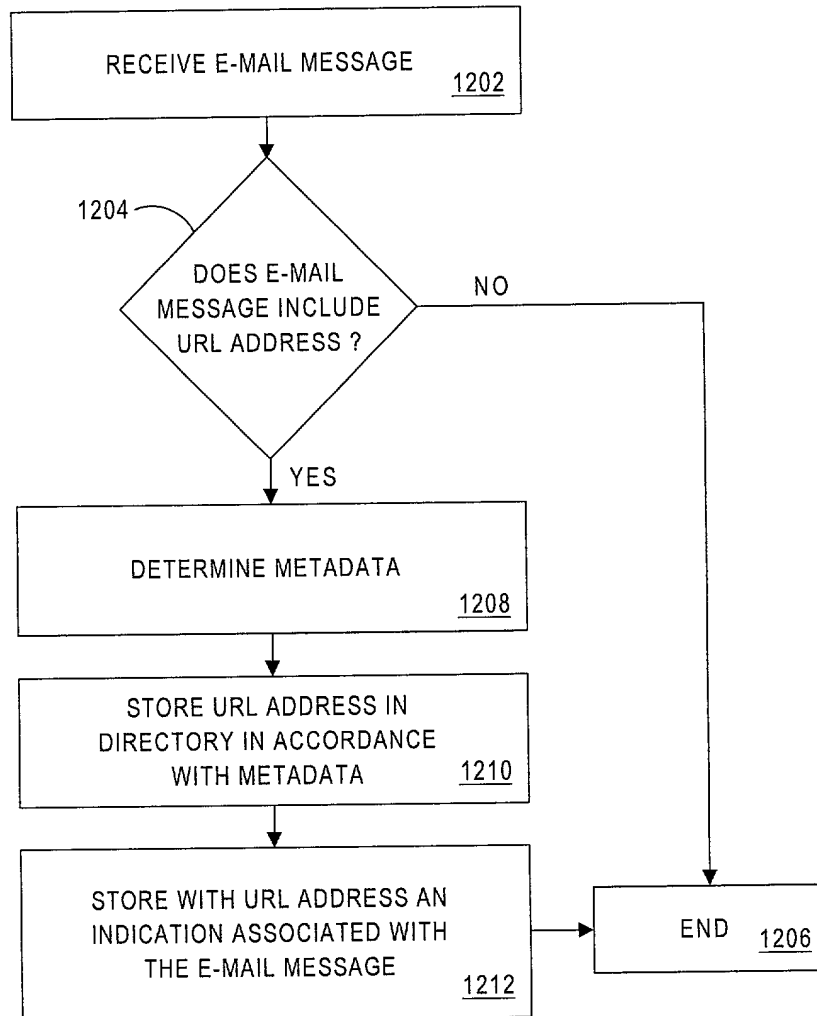 RECEIVE E-MAIL MESSAGE
1202
1204
DOES E-MAIL
MESSAGE INCLUDE
URL ADDRESS ?
NO
YES
DETERMINE METADATA
1208
STORE URL ADDRESS IN
DIRECTORY IN ACCORDANCE
WITH METADATA
1210
STORE WITH URL ADDRESS AN
INDICATION ASSOCIATED WITH
THE E-MAIL MESSAGE
1212
END
1206